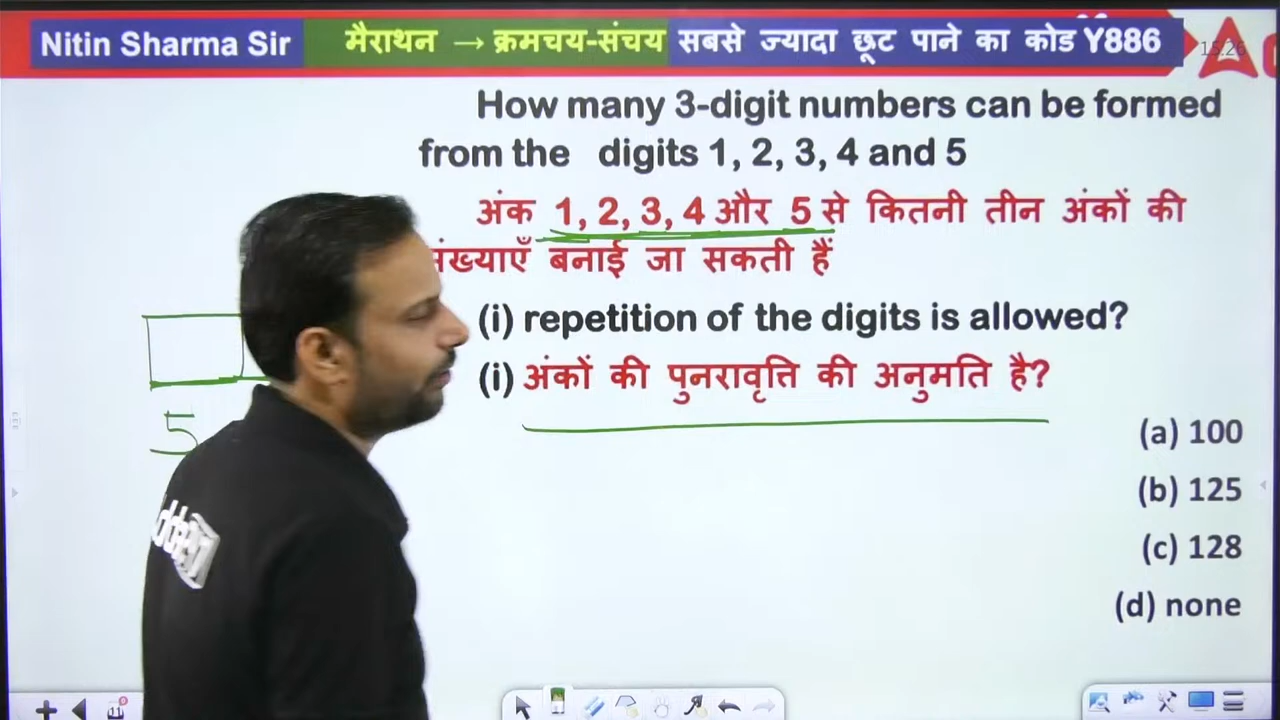 Nitin Sharma Sir मैराथन → क्रमचय-संचय सबसे ज्यादा छूट पाने का कोड Y886
How many 3-digit numbers can be formed
from the digits 1, 2, 3, 4 and 5
अंक 1, 2, 3, 4 और 5 से कितनी तीन अंकों की
बनाई जा सकती हैं
(i) repetition of the digits is allowed?
(i) अंकों की पुनरावृत्ति की अनुमति है?
5
(a) 100
(b) 125
(c) 128
(d) none